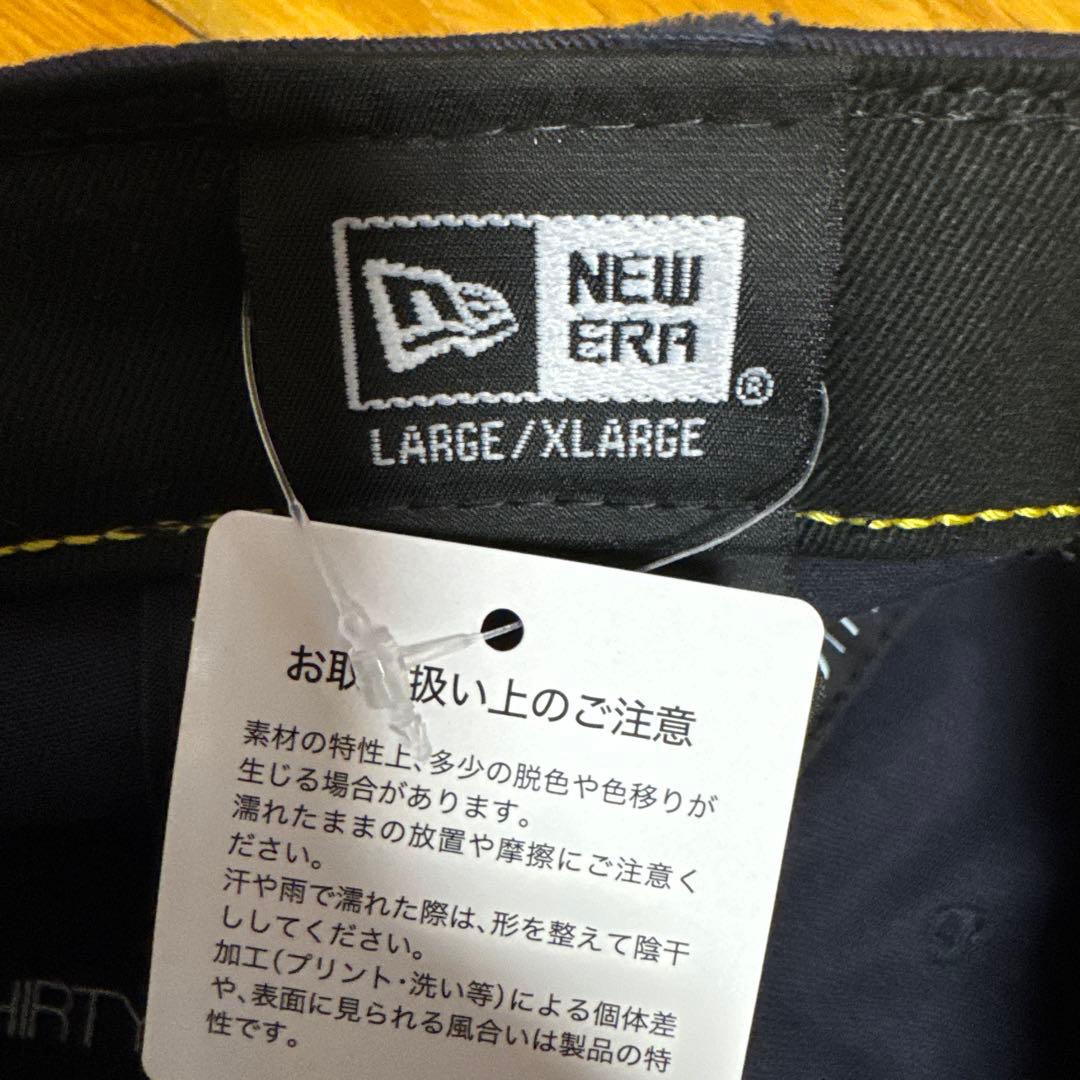 NEW
ERA
®
LARGE/XLARGE
お取 扱い上のご注意
素材の特性上、多少の脱色や色移りが
生じる場合があります。
濡れたままの放置や摩擦にご注意く
ださい。
汗や雨で濡れた際は、形を整えて陰干
ししてください。
加工(プリント・洗い等)による個体差
や、表面に見られる風合いは製品の特
性です。
HIRTY